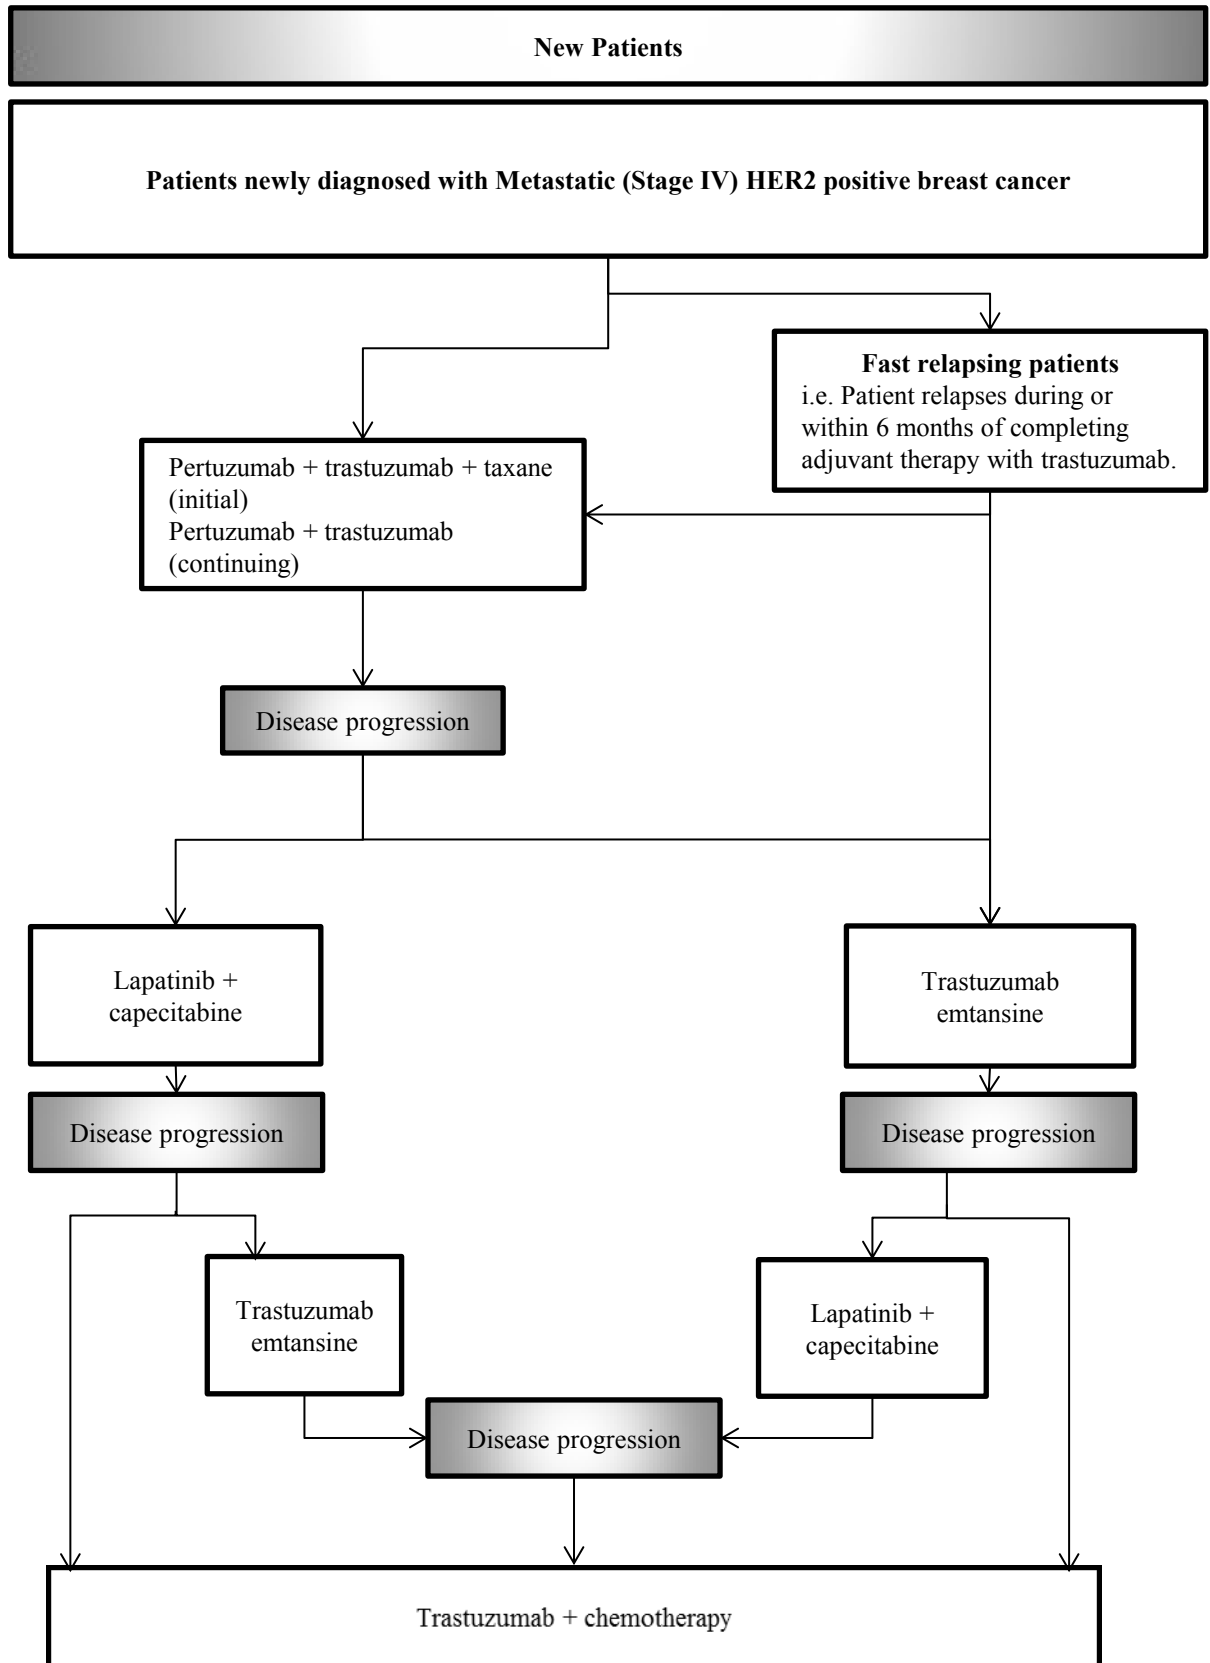 New Patients
Patients newly diagnosed with Metastatic (Stage IV) HER2 positive breast cancer
Fast relapsing patients
i.e. Patient relapses during or
within 6 months of completing
adjuvant therapy with trastuzumab.
Pertuzumab + trastuzumab + taxane
(initial)
Pertuzumab + trastuzumab
(continuing)
Disease progression
Lapatinib +
capecitabine
Trastuzumab
emtansine
Disease progression
Disease progression
Trastuzumab
emtansine
Lapatinib +
capecitabine
Disease progression
Trastuzumab + chemotherapy